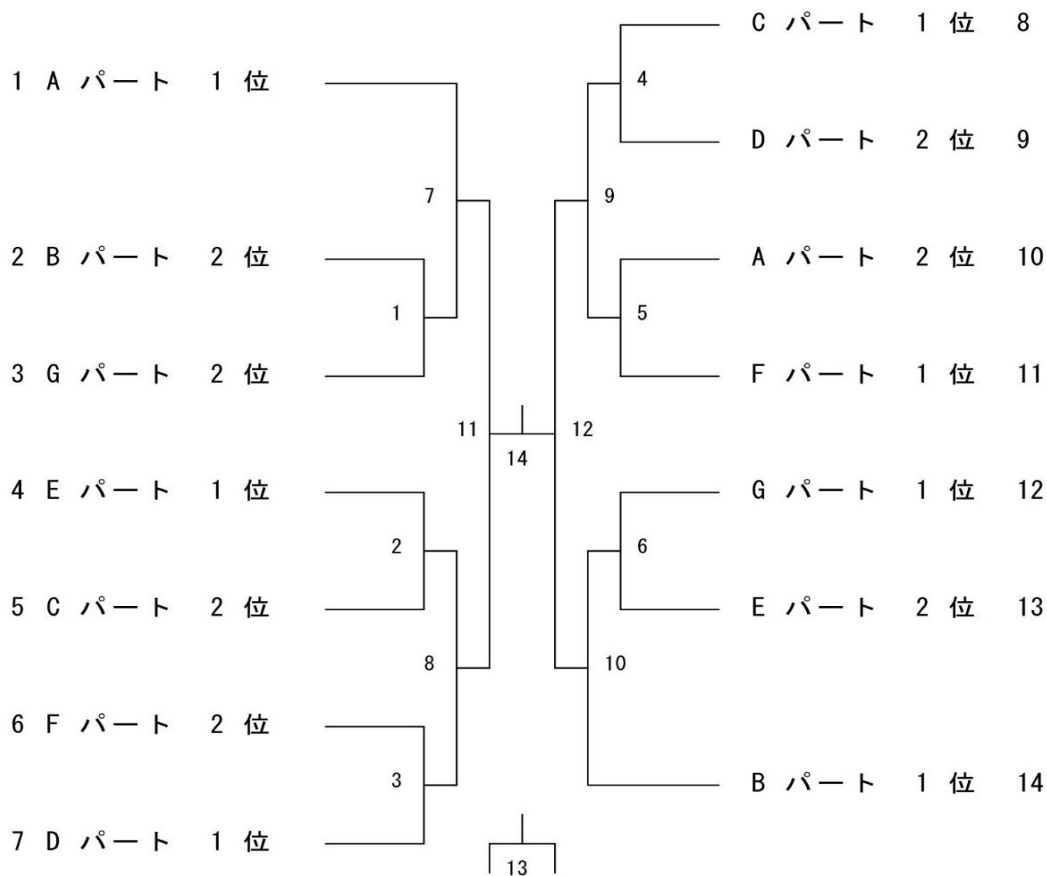 C パート 1 位 8
1 A パート 1 位
4
D パート 2 位 9
7
9
2 B パート 2 位
A パート 2 位 10
1
5
3 G パート 2 位
F パート 1 位 11
11
12
14
4 E パート 1 位
G パート 1 位 12
2
6
5 C パート 2 位
E パート 2 位 13
8
10
6 F パート 2 位
3
B パート 1 位 14
7 D パート 1 位
13